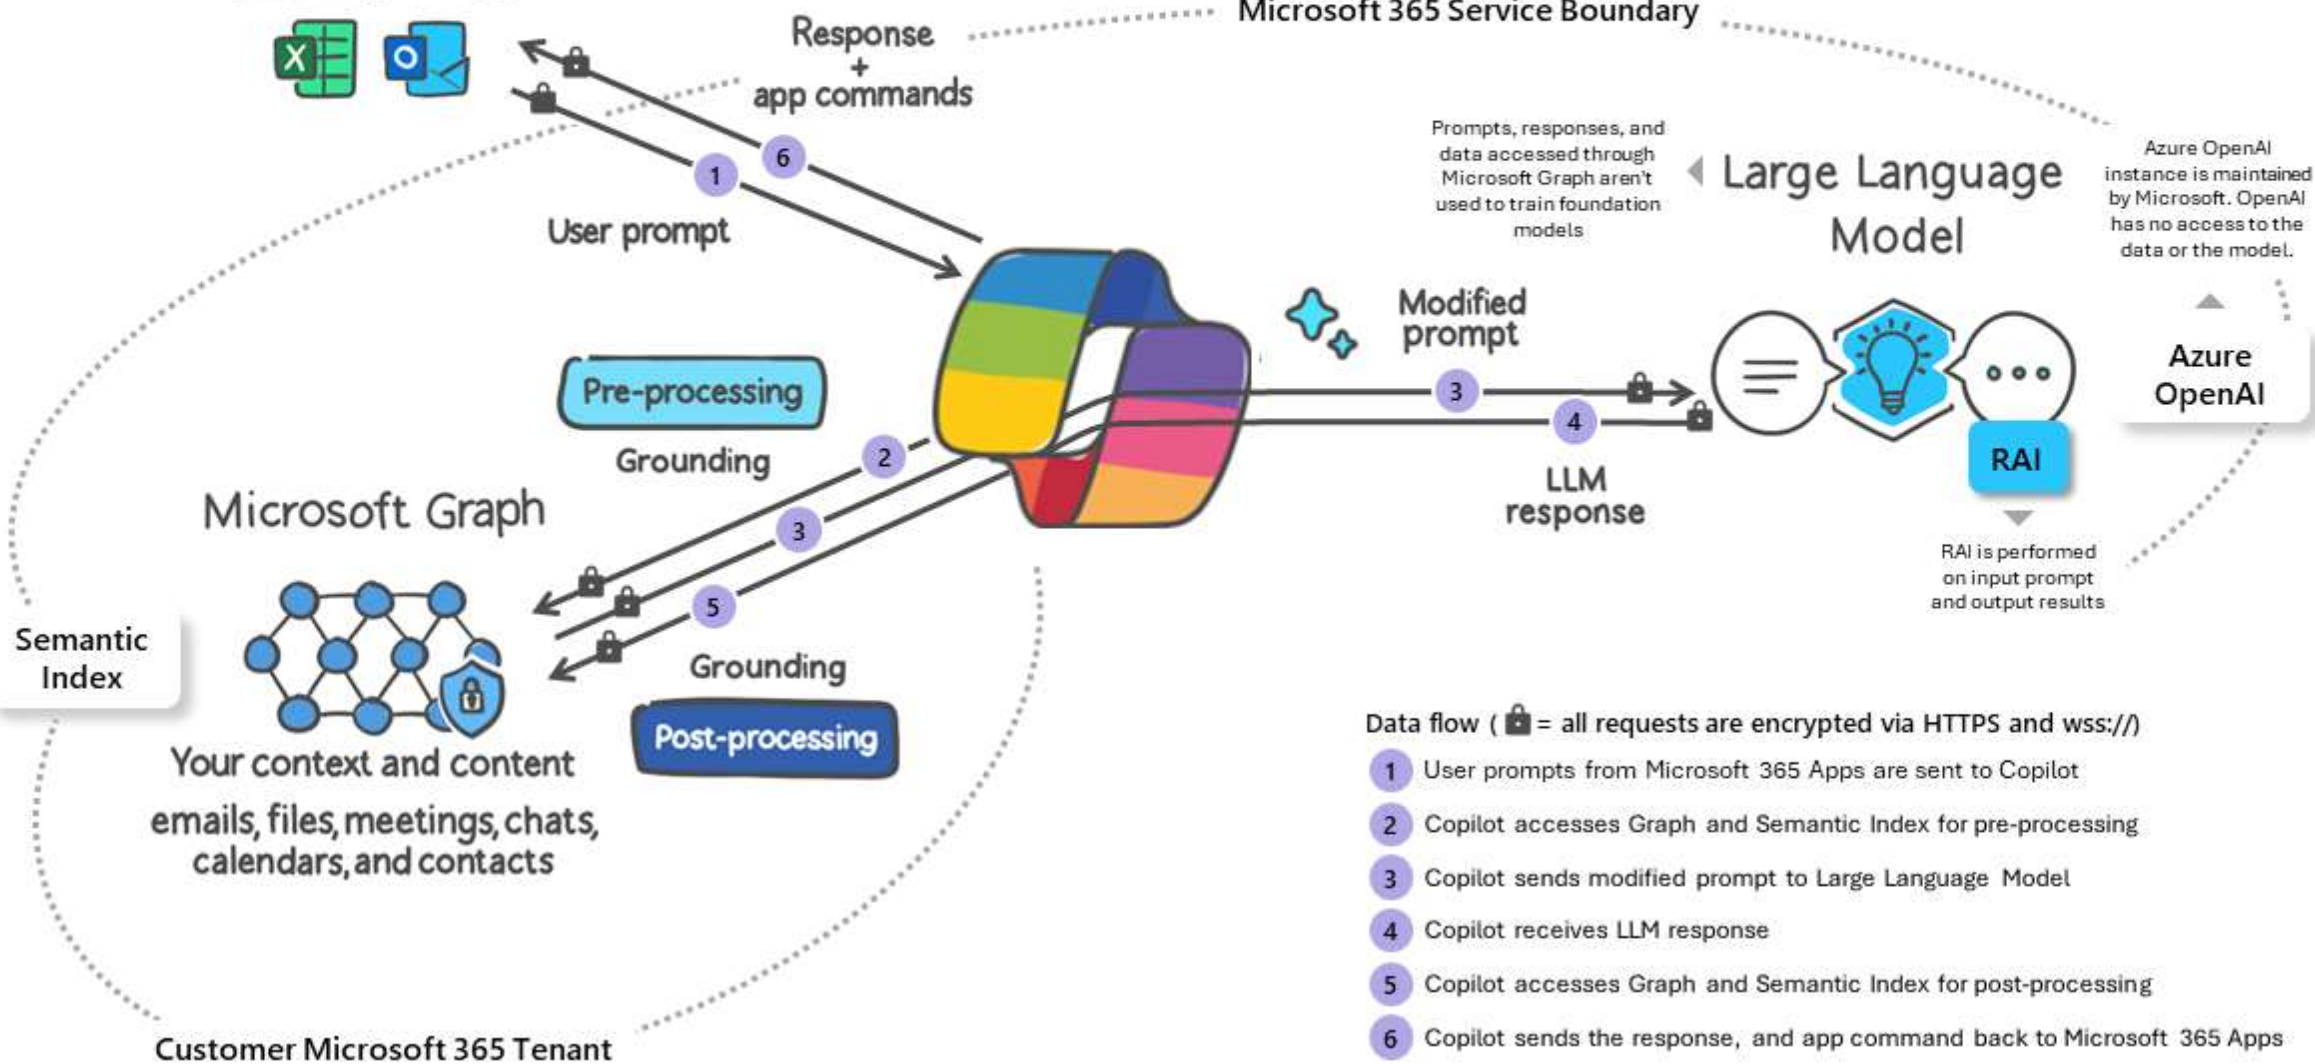 Microsoft 365 Service Boundary
Response
+
app commands
X
O
6
1
User prompt
Prompts, responses, and
data accessed through
Microsoft Graph aren't
used to train foundation
models
Large Language
Model
Azure OpenAI
instance is maintained
by Microsoft. OpenAI
has no access to the
data or the model.
Modified
prompt
3
4
LLM
response
Azure
OpenAI
RAI
RAI is performed
on input prompt
and output results
Pre-processing
Grounding
2
3
5
Microsoft Graph
Semantic
Index
Grounding
Post-processing
Your context and content
emails, files, meetings, chats,
calendars, and contacts
Customer Microsoft 365 Tenant
Data flow ( = all requests are encrypted via HTTPS and wss://)
1 User prompts from Microsoft 365 Apps are sent to Copilot
2 Copilot accesses Graph and Semantic Index for pre-processing
3 Copilot sends modified prompt to Large Language Model
4 Copilot receives LLM response
5 Copilot accesses Graph and Semantic Index for post-processing
6 Copilot sends the response, and app command back to Microsoft 365 Apps